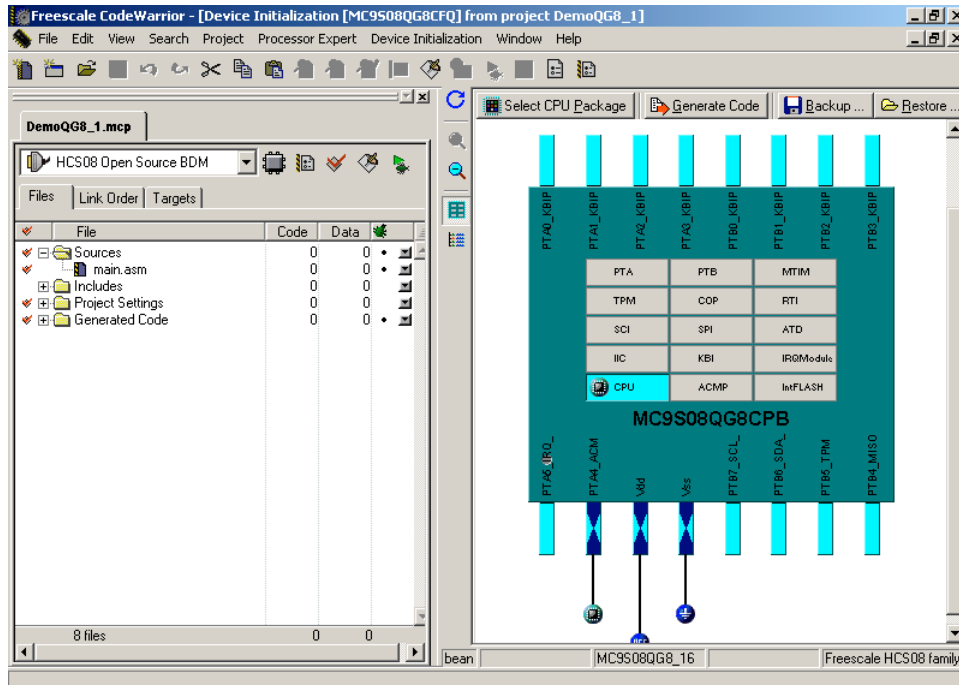 Freescale CodeWarrior - [Device Initialization [MC9S08QG8CFQ] from project DemoQG8_1]
File Edit View Search Project Processor Expert Device Initialization Window Help
Select CPU Package Generate Code Backup ... Restore ...
DemoQG8_1.mcp
HCS08 Open Source BDM
Files Link Order Targets
File Code Data
Sources 0 0
main.asm 0 0
Includes 0 0
Project Settings 0 0
Generated Code 0 0
8 files 0 0
PTA0_KBIP PTA1_KBIP PTA2_KBIP PTA3_KBIP PTB0_KBIP PTB1_KBIP PTB2_KBIP PTB3_KBIP
PTA PTB MTIM
TPM COP RTI
SCI SPI ATD
IIC KBI IRQModule
CPU ACMP IntFLASH
MC9S08QG8CPB
PTA5_IRQ_ PTA4_ACM Vdd Vss PTB7_SCL_ PTB6_SDA_ PTB5_TPM PTB4_MISO
bean MC9S08QG8_16 Freescale HCS08 family